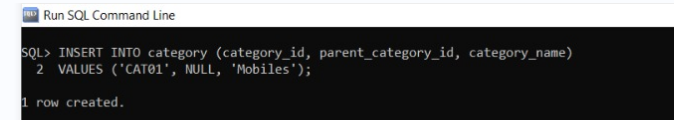 Run SQL Command Line
SQL> INSERT INTO category (category_id, parent_category_id, category_name)
  2  VALUES ('CAT01', NULL, 'Mobiles');
1 row created.